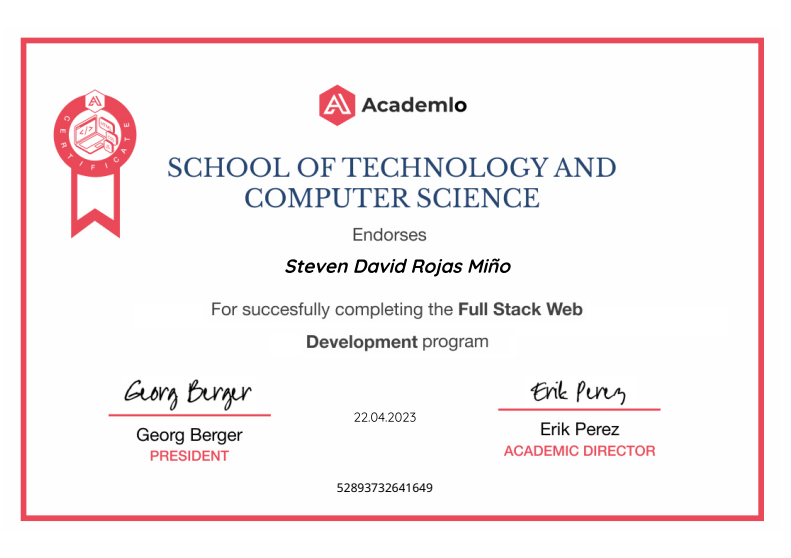 Academlo
CERTIFICATE
SCHOOL OF TECHNOLOGY AND
COMPUTER SCIENCE
Endorses
Steven David Rojas Miño
For succesfully completing the Full Stack Web
Development program
Georg Berger
Erik Perez
22.04.2023
Georg Berger
Erik Perez
PRESIDENT
ACADEMIC DIRECTOR
52893732641649